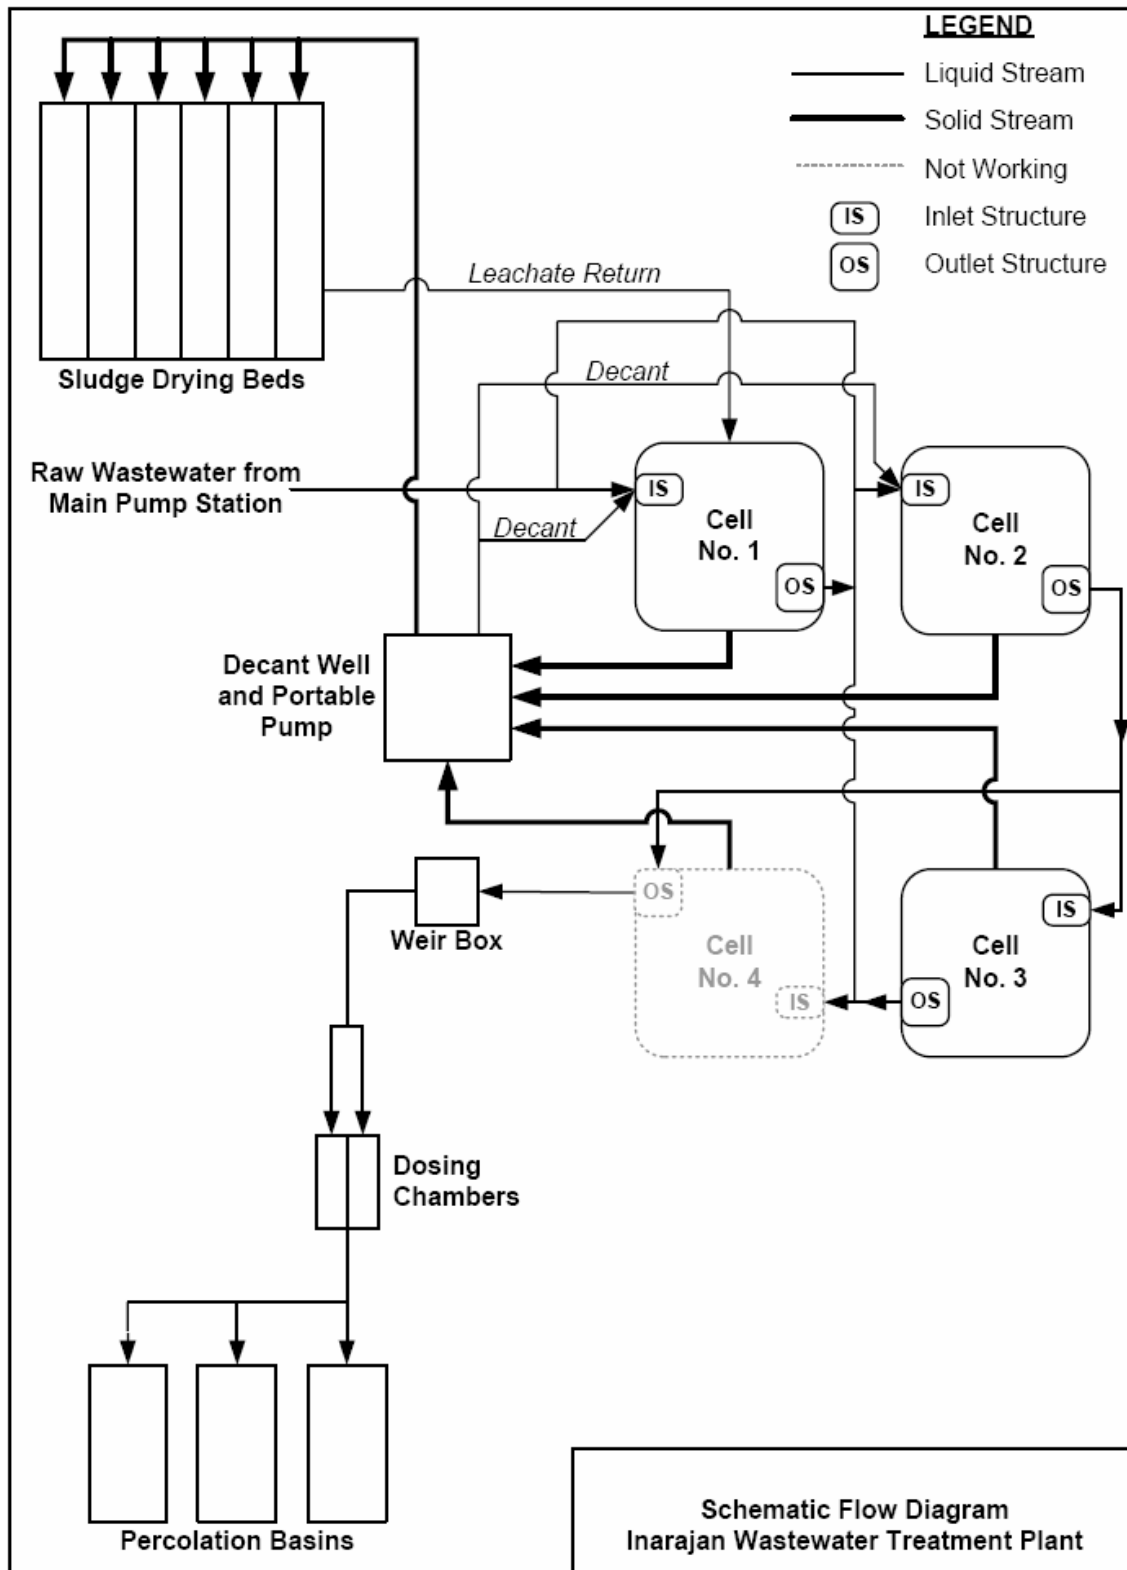 LEGEND
Liquid Stream
Solid Stream
Not Working
IS
Inlet Structure
OS
Outlet Structure
Leachate Return
Sludge Drying Beds
Decant
Raw Wastewater from
Main Pump Station
IS
Cell
No. 1
OS
Decant
IS
Cell
No. 2
OS
Decant Well
and Portable
Pump
OS
Cell
No. 4
IS
IS
Cell
No. 3
OS
Weir Box
Dosing
Chambers
Percolation Basins
Schematic Flow Diagram
Inarajan Wastewater Treatment Plant